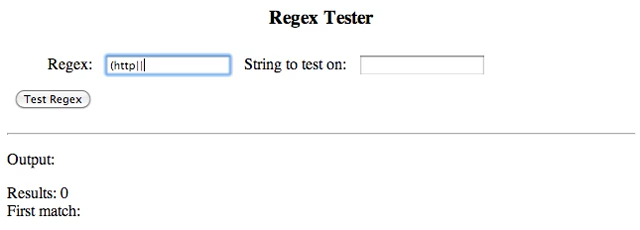 Regex Tester
Regex: (http|| String to test on:
Test Regex
Output:
Results: 0
First match: